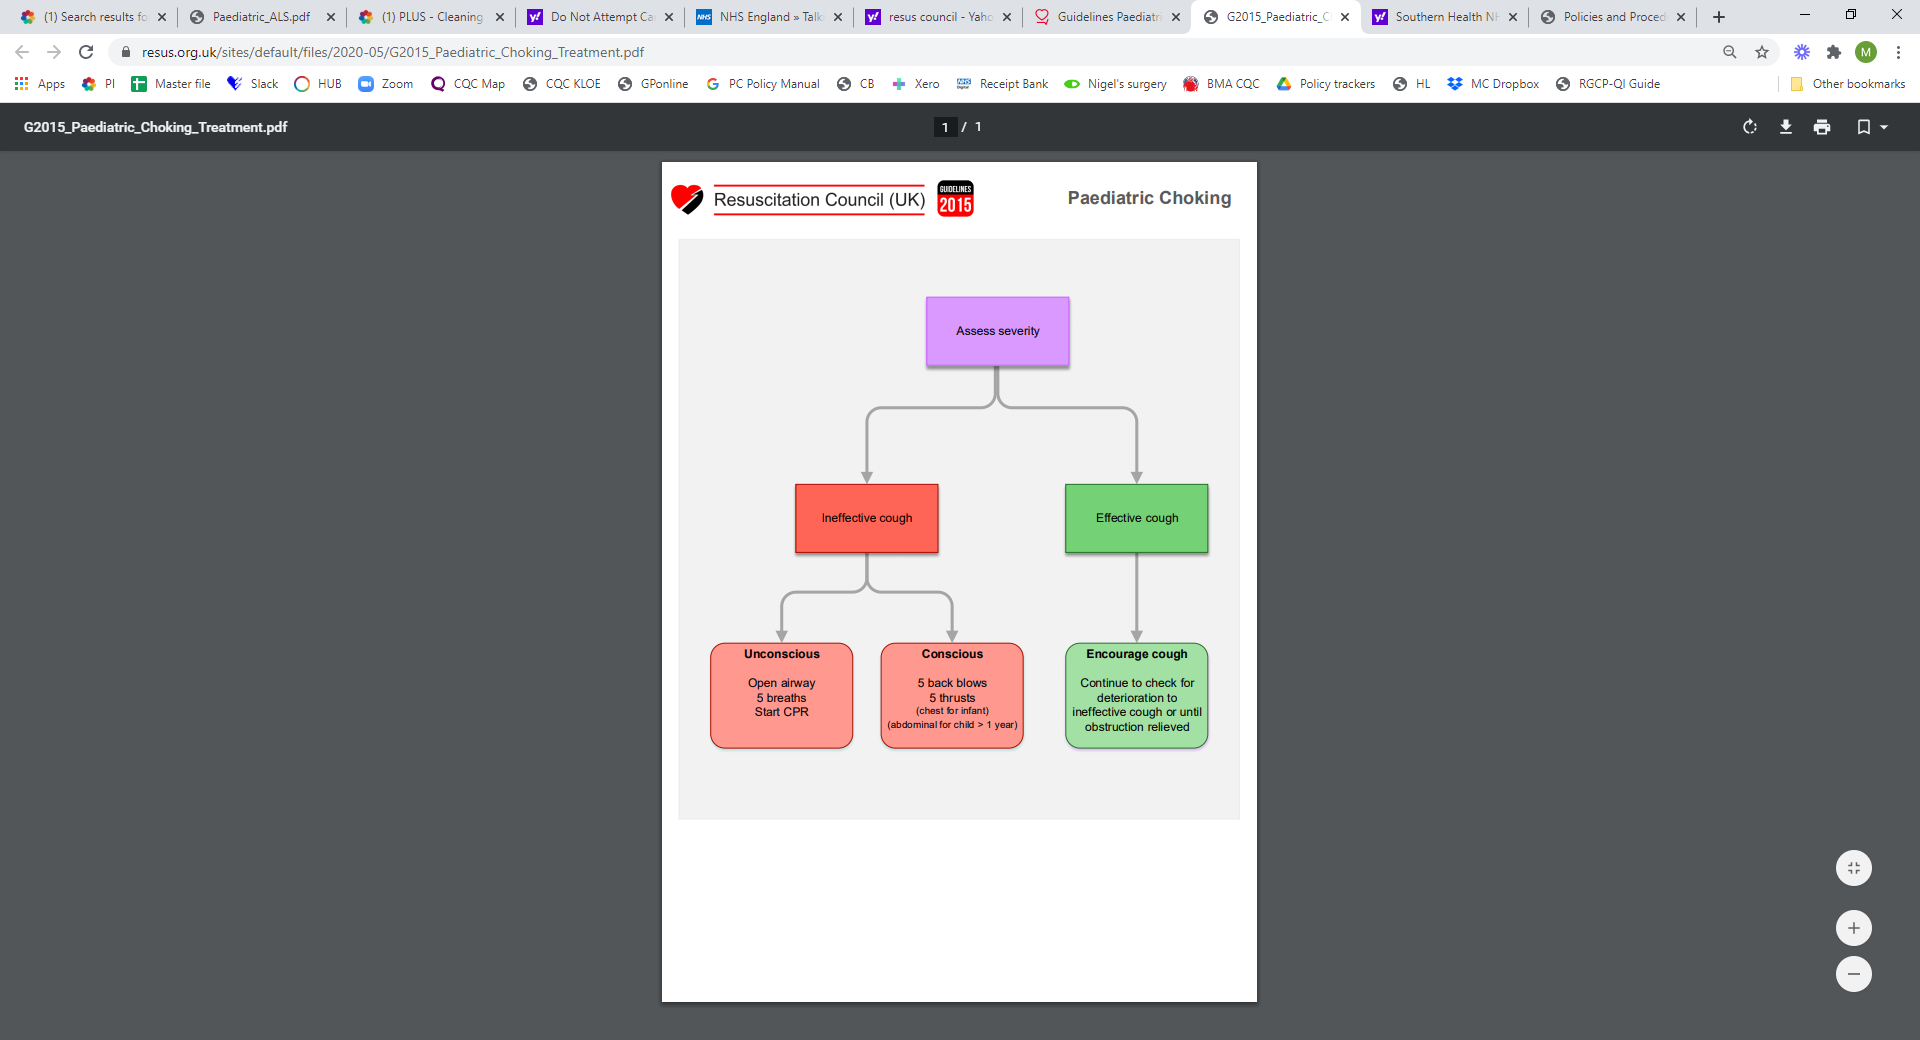 (1) Search results fo
Paediatric_ALS.pdf
(1) PLUS - Cleaning
Do Not Attempt Ca
NHS England » Talk
resus council - Yaho
Guidelines Paediatri
G2015_Paediatric_C
Southern Health NH
Policies and Proced
resus.org.uk/sites/default/files/2020-05/G2015_Paediatric_Choking_Treatment.pdf
M
Apps
PI
Master file
Slack
HUB
Zoom
CQC Map
CQC KLOE
GPonline
PC Policy Manual
CB
Xero
Receipt Bank
Nigel's surgery
BMA CQC
Policy trackers
HL
MC Dropbox
RGCP-QI Guide
Other bookmarks
G2015_Paediatric_Choking_Treatment.pdf
1 / 1
Resuscitation Council (UK)
GUIDELINES
2015
Paediatric Choking
Assess severity
Ineffective cough
Effective cough
Unconscious
Open airway
5 breaths
Start CPR
Conscious
5 back blows
5 thrusts
(chest for infant)
(abdominal for child > 1 year)
Encourage cough
Continue to check for
deterioration to
ineffective cough or until
obstruction relieved